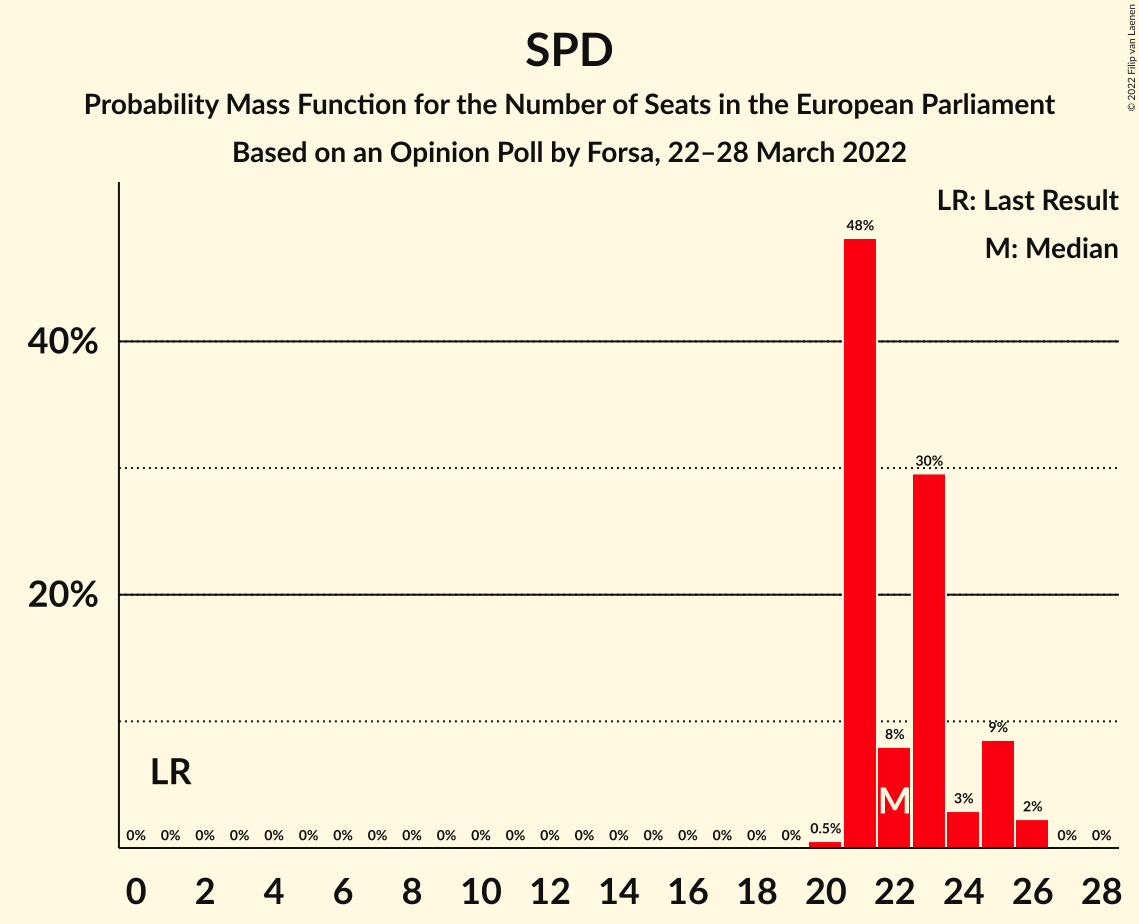 SPD
Probability Mass Function for the Number of Seats in the European Parliament
Based on an Opinion Poll by Forsa, 22–28 March 2022
© 2022 Filip van Laenen
LR: Last Result
M: Median
48%
40%
30%
20%
9%
8%
LR
M
3%
2%
0% 0% 0% 0% 0% 0% 0% 0% 0% 0% 0% 0% 0% 0% 0% 0% 0% 0% 0% 0% 0.5% 0% 0%
0 2 4 6 8 10 12 14 16 18 20 22 24 26 28